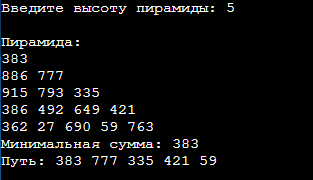 Введите высоту пирамиды: 5
Пирамида:
383
886 777
915 793 335
386 492 649 421
362 27 690 59 763
Минимальная сумма: 383
Путь: 383 777 335 421 59